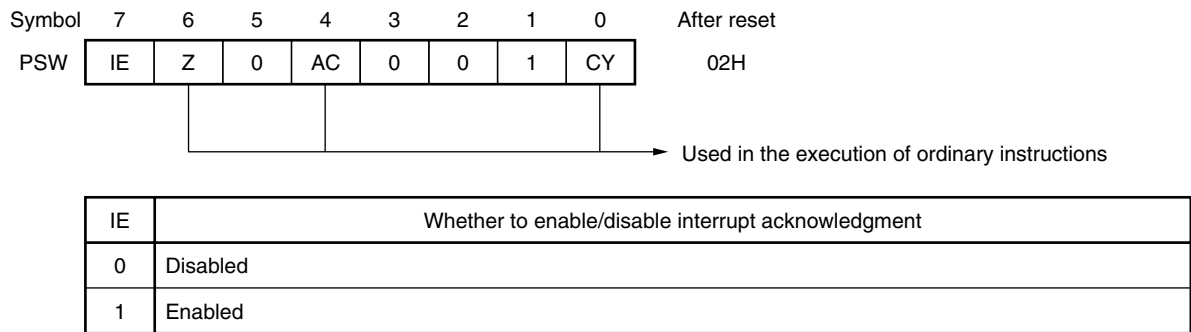 Symbol 7 6 5 4 3 2 1 0 After reset
PSW IE Z 0 AC 0 0 1 CY 02H
Used in the execution of ordinary instructions
IE Whether to enable/disable interrupt acknowledgment
0 Disabled
1 Enabled